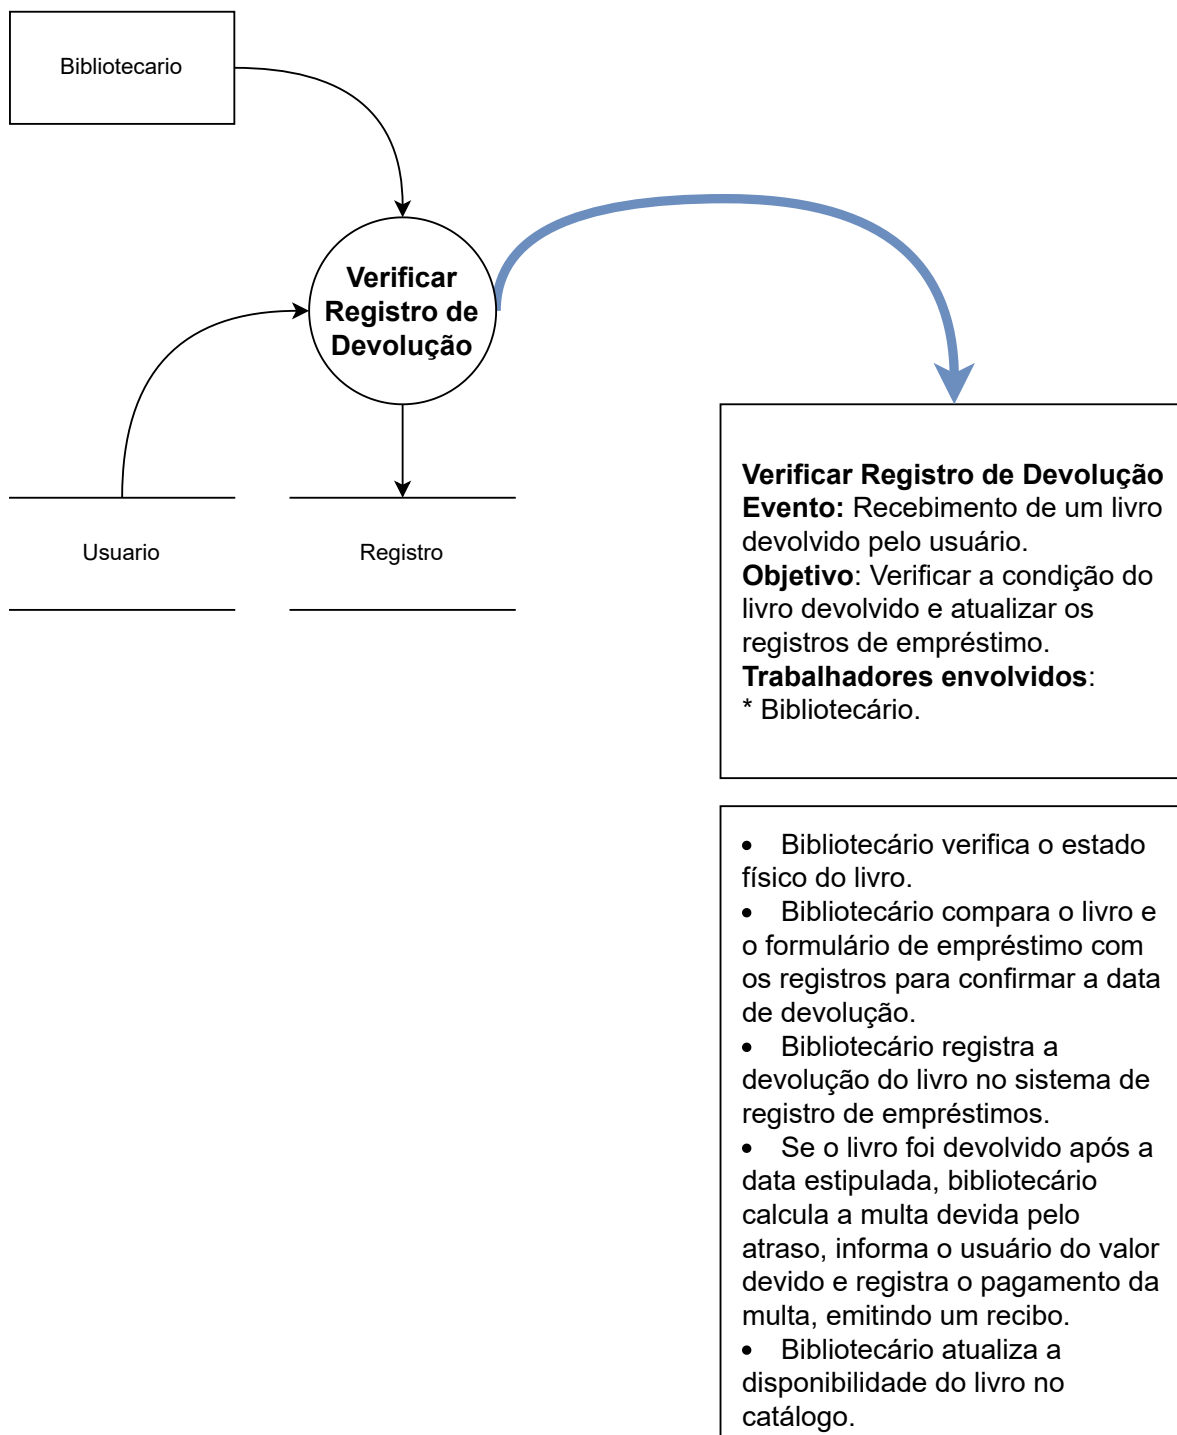 Bibliotecario
Verificar
Registro de
Devolução
Usuario
Registro
Verificar Registro de Devolução
Evento: Recebimento de um livro
devolvido pelo usuário.
Objetivo: Verificar a condição do
livro devolvido e atualizar os
registros de empréstimo.
Trabalhadores envolvidos:
* Bibliotecário.
• Bibliotecário verifica o estado
físico do livro.
• Bibliotecário compara o livro e
o formulário de empréstimo com
os registros para confirmar a data
de devolução.
• Bibliotecário registra a
devolução do livro no sistema de
registro de empréstimos.
• Se o livro foi devolvido após a
data estipulada, bibliotecário
calcula a multa devida pelo
atraso, informa o usuário do valor
devido e registra o pagamento da
multa, emitindo um recibo.
• Bibliotecário atualiza a
disponibilidade do livro no
catálogo.